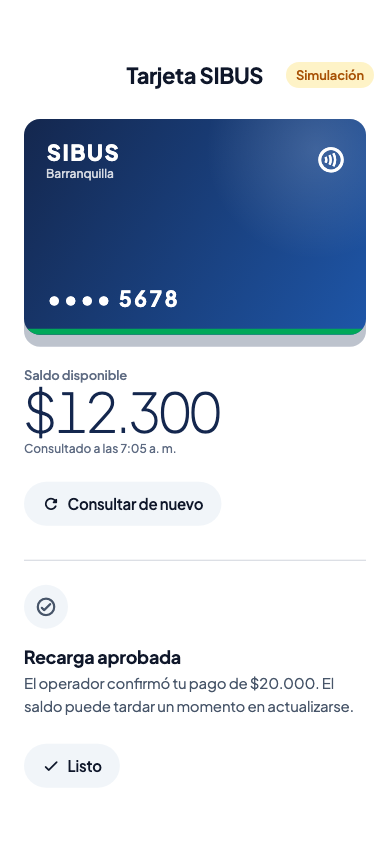 Tarjeta SIBUS
Simulación
SIBUS
Barranquilla
•••• 5678
Saldo disponible
$12.300
Consultado a las 7:05 a. m.
Consultar de nuevo
Recarga aprobada
El operador confirmó tu pago de $20.000. El
saldo puede tardar un momento en actualizarse.
Listo